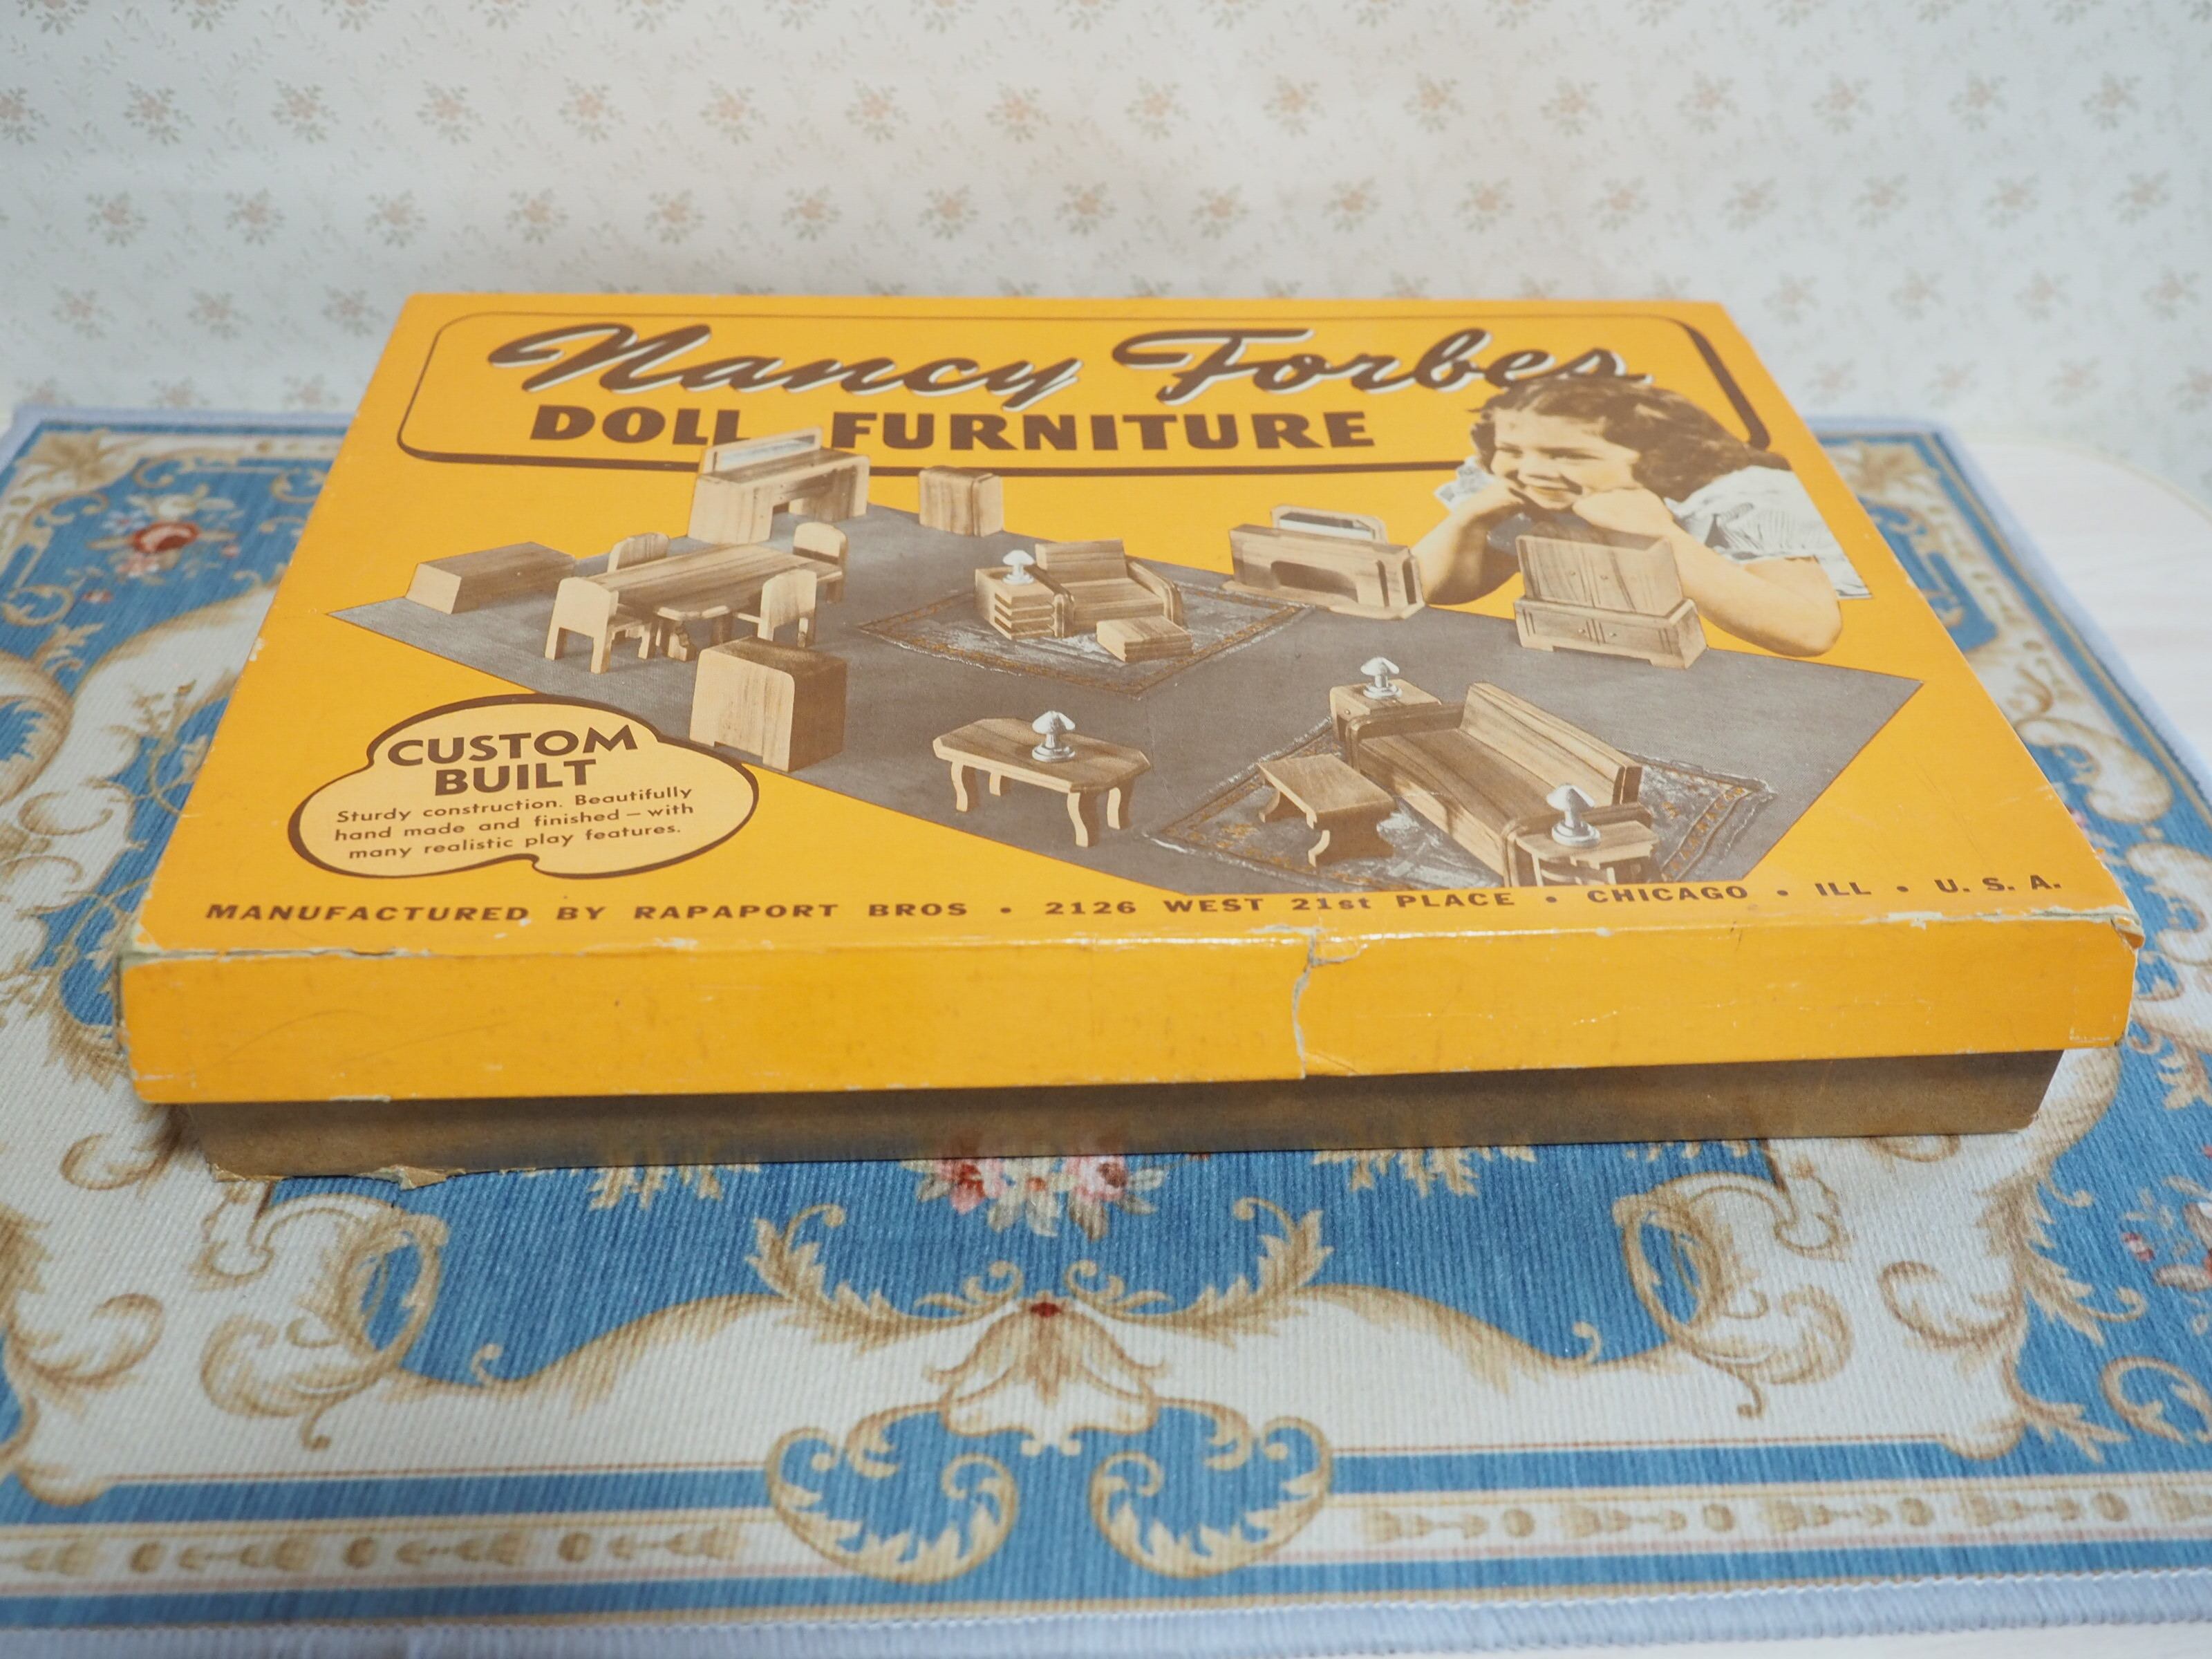 Nancy Forbes
DOLL FURNITURE
CUSTOM
BUILT
Sturdy construction. Beautifully
hand made and finished – with
many realistic play features.
MANUFACTURED BY RAPAPORT BROS • 2126 WEST 21st PLACE • CHICAGO • ILL • U. S. A.